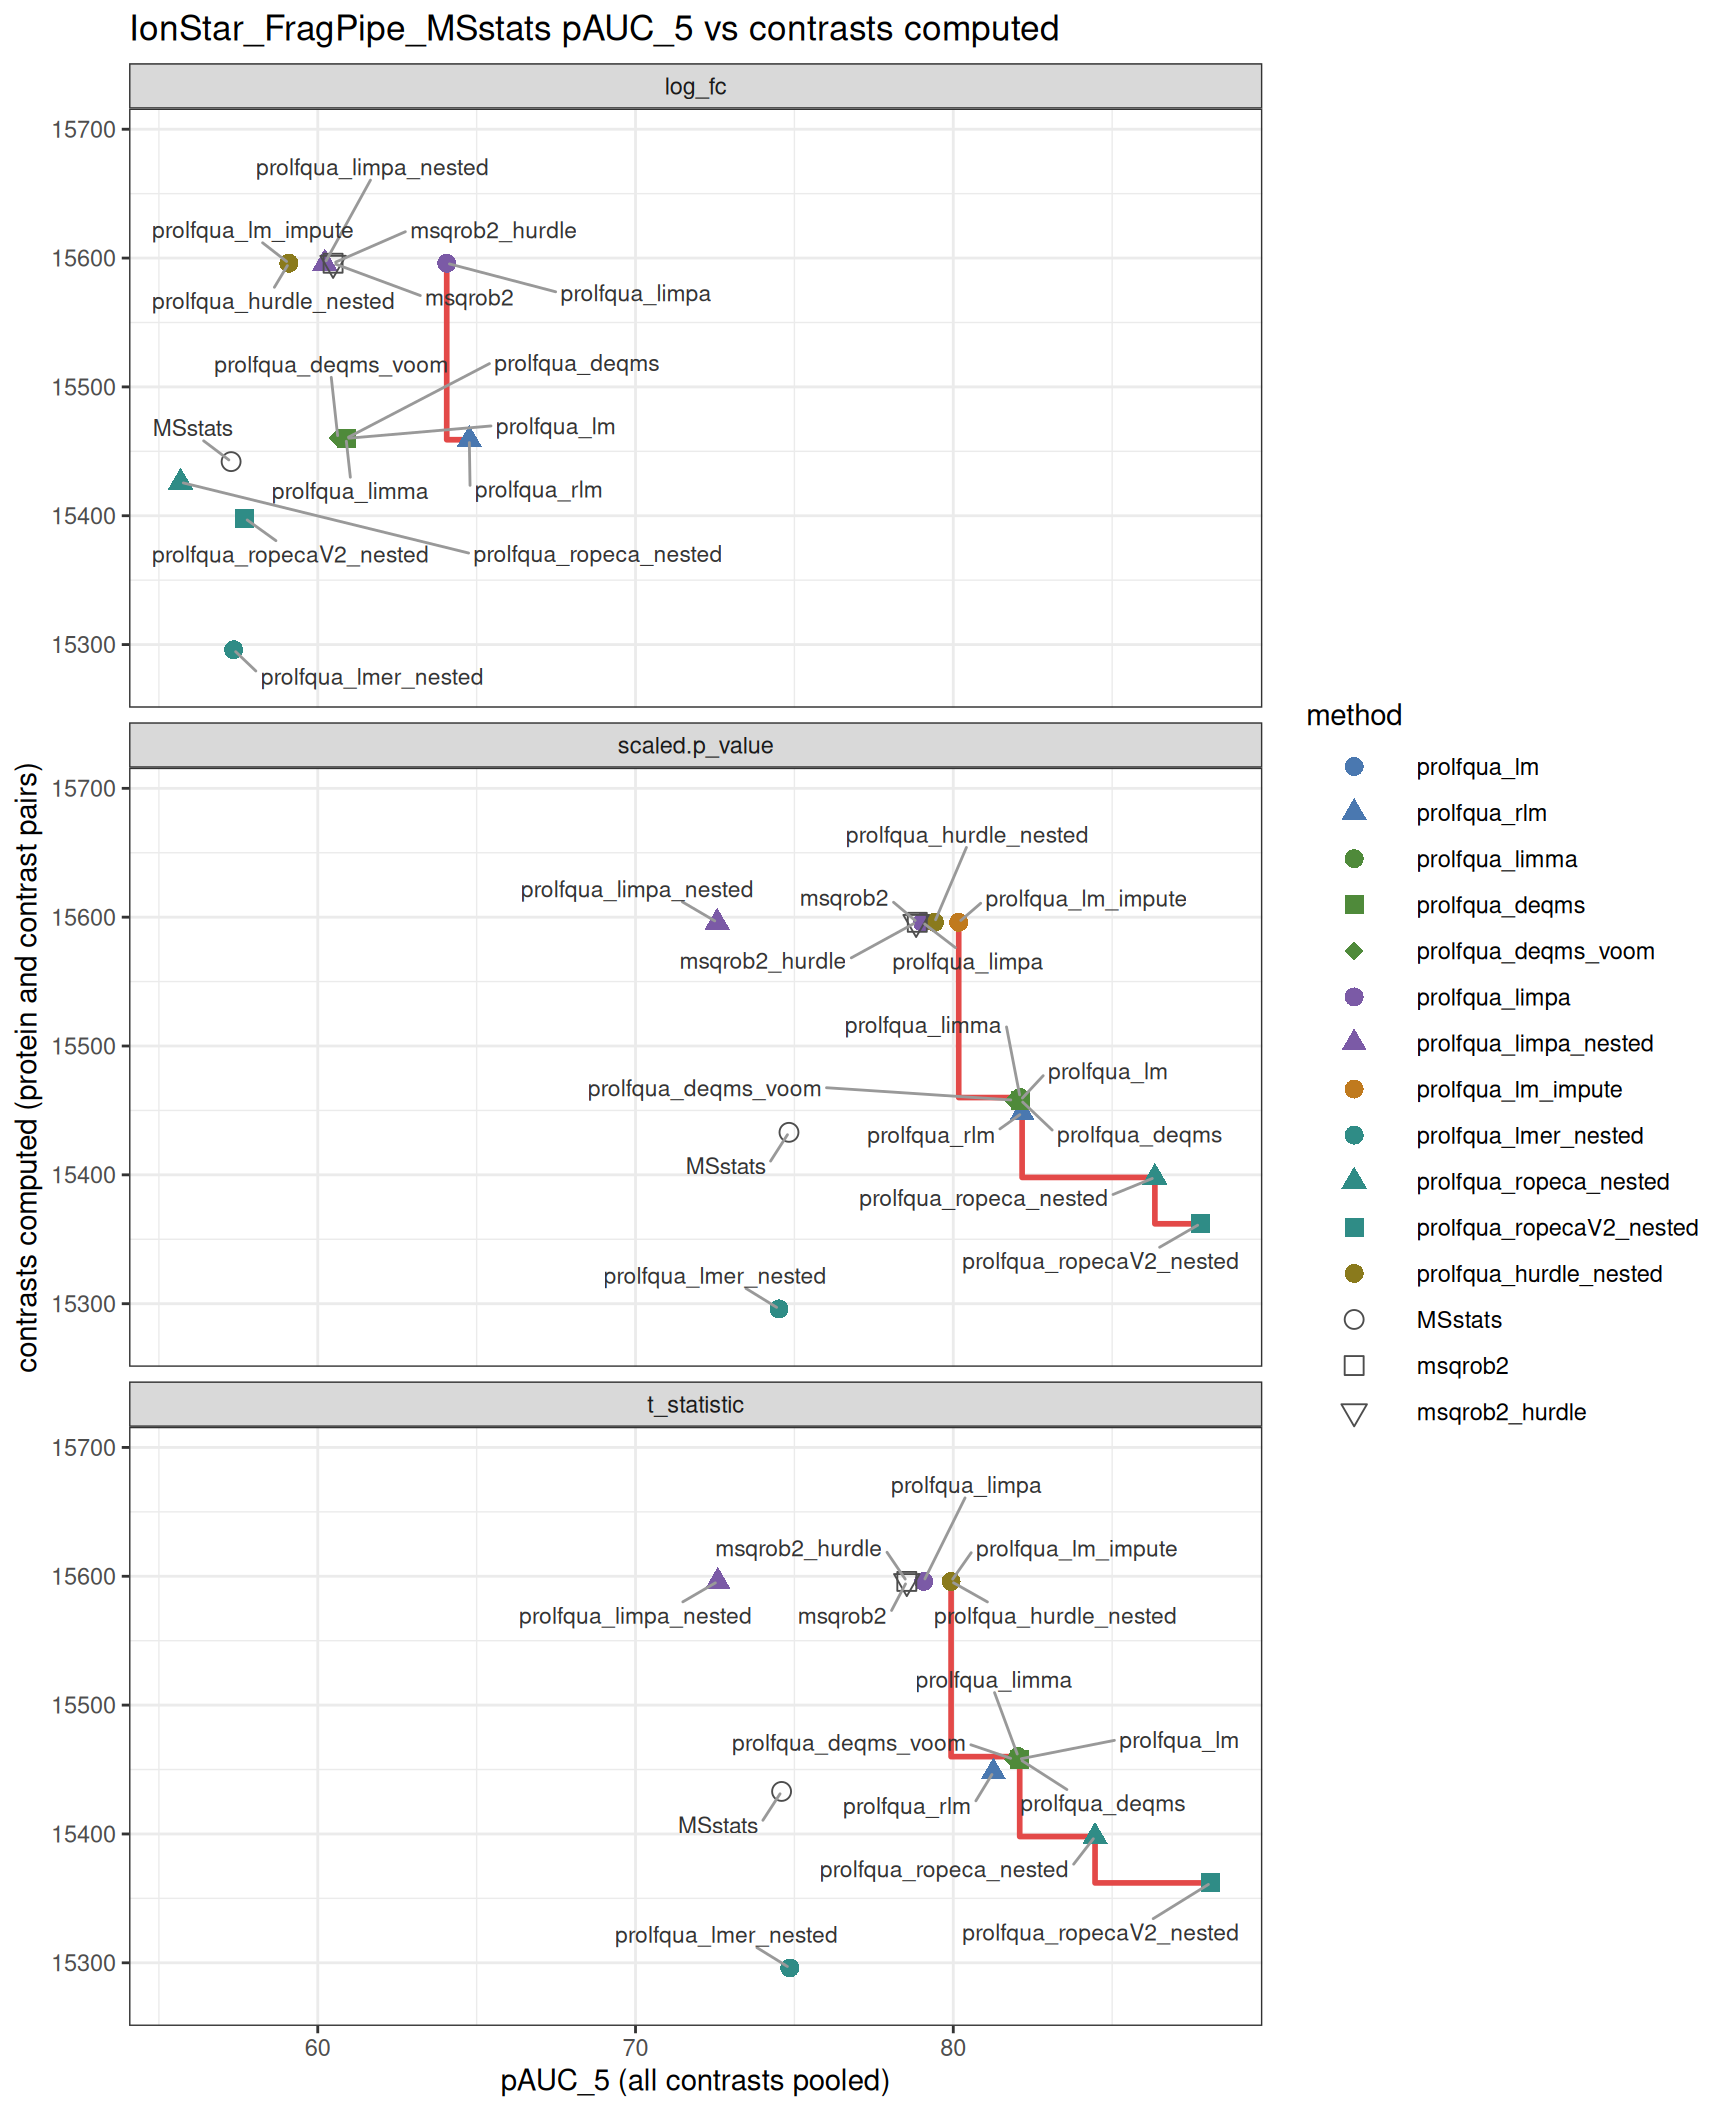 IonStar_FragPipe_MSstats pAUC_5 vs contrasts computed
log_fc
15700
prolfqua_limpa_nested
prolfqua_lm_impute
msqrob2_hurdle
15600
prolfqua_hurdle_nested
msqrob2
prolfqua_limpa
prolfqua_deqms_voom
prolfqua_deqms
15500
MSstats
prolfqua_lm
prolfqua_limma
prolfqua_rlm
15400
prolfqua_ropecaV2_nested
prolfqua_ropeca_nested
15300
prolfqua_lmer_nested
scaled.p_value
15700
prolfqua_hurdle_nested
prolfqua_limpa_nested
msqrob2
prolfqua_lm_impute
15600
msqrob2_hurdle
prolfqua_limpa
prolfqua_limma
15500
prolfqua_lm
prolfqua_deqms_voom
prolfqua_rlm
prolfqua_deqms
MSstats
15400
prolfqua_ropeca_nested
prolfqua_ropecaV2_nested
prolfqua_lmer_nested
15300
t_statistic
15700
prolfqua_limpa
msqrob2_hurdle
prolfqua_lm_impute
15600
prolfqua_limpa_nested
msqrob2
prolfqua_hurdle_nested
prolfqua_limma
15500
prolfqua_deqms_voom
prolfqua_lm
prolfqua_rlm
prolfqua_deqms
MSstats
15400
prolfqua_ropeca_nested
prolfqua_ropecaV2_nested
prolfqua_lmer_nested
15300
60
70
80
pAUC_5 (all contrasts pooled)
contrasts computed (protein and contrast pairs)
method
prolfqua_lm
prolfqua_rlm
prolfqua_limma
prolfqua_deqms
prolfqua_deqms_voom
prolfqua_limpa
prolfqua_limpa_nested
prolfqua_lm_impute
prolfqua_lmer_nested
prolfqua_ropeca_nested
prolfqua_ropecaV2_nested
prolfqua_hurdle_nested
MSstats
msqrob2
msqrob2_hurdle